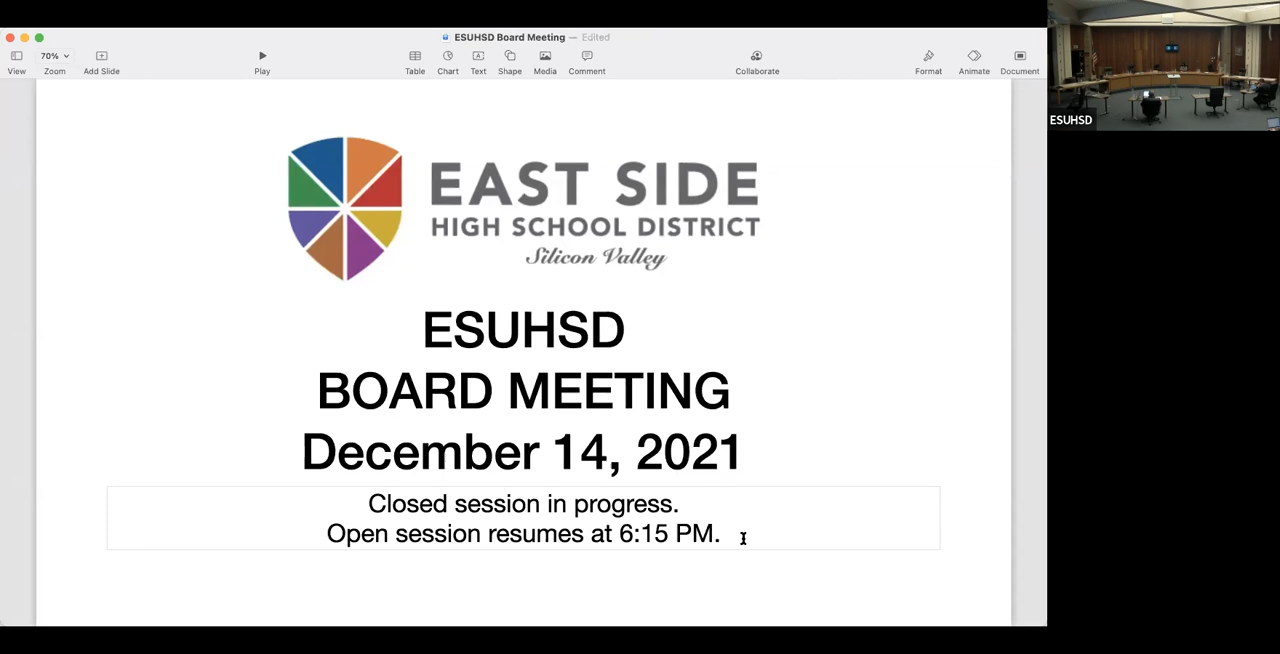 ESUHSD Board Meeting — Edited
70%
View
Zoom
Add Slide
Play
Table
Chart
Text
Shape
Media
Comment
Collaborate
Format
Animate
Document
ESUHSD
EAST SIDE
HIGH SCHOOL DISTRICT
Silicon Valley
ESUHSD
BOARD MEETING
December 14, 2021
Closed session in progress.
Open session resumes at 6:15 PM.